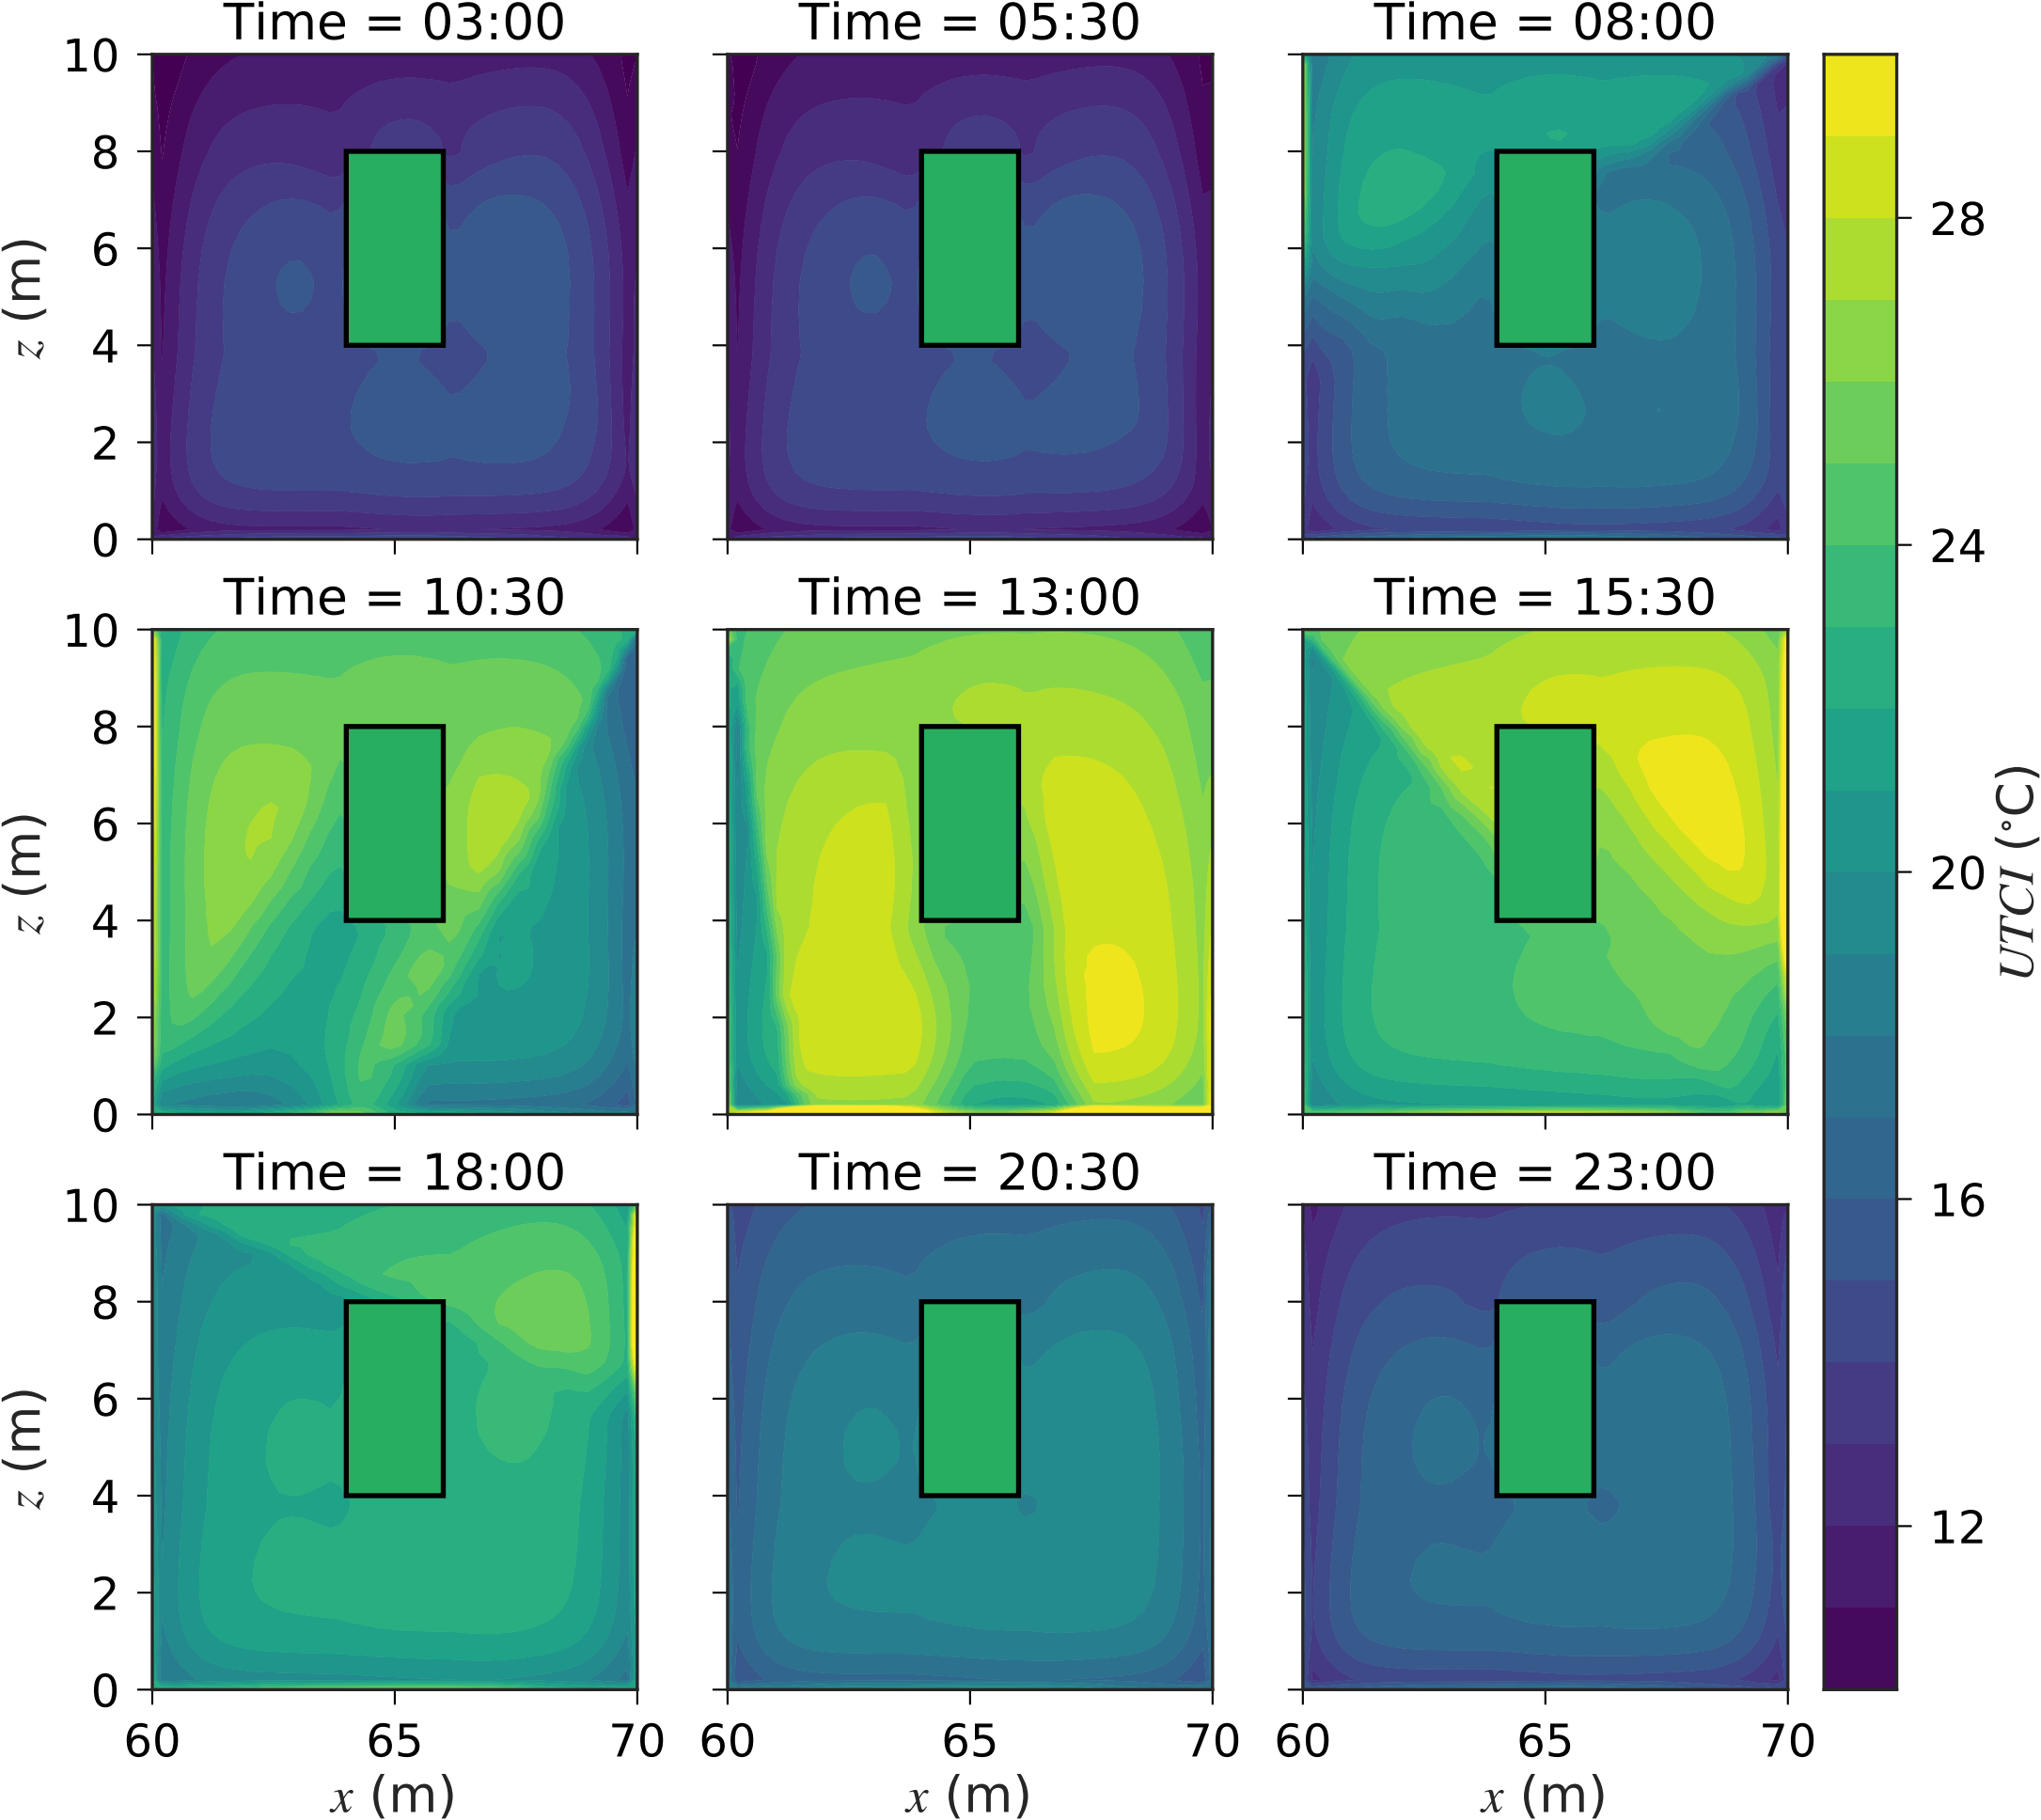 Time = 03:00 Time = 05:30 Time = 08:00
10
8
6
4
2
0
z (m)
Time = 10:30 Time = 13:00 Time = 15:30
10
8
6
4
2
0
z (m)
Time = 18:00 Time = 20:30 Time = 23:00
10
8
6
4
2
0
z (m)
60 65 70 60 65 70 60 65 70
x (m) x (m) x (m)
28
24
20
16
12
UTCI (°C)